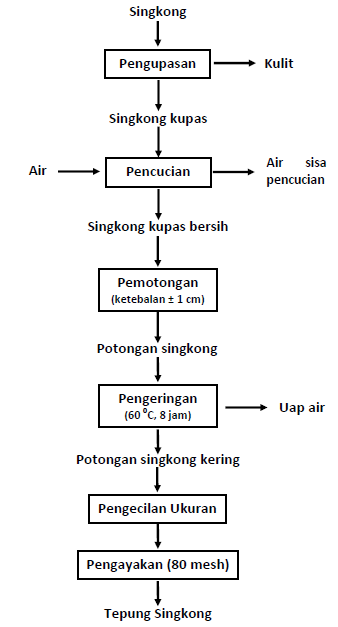 Singkong
Pengupasan
Kulit
Singkong kupas
Air
Pencucian
Air sisa
pencucian
Singkong kupas bersih
Pemotongan
(ketebalan ± 1 cm)
Potongan singkong
Pengeringan
(60 ⁰C, 8 jam)
Uap air
Potongan singkong kering
Pengecilan Ukuran
Pengayakan (80 mesh)
Tepung Singkong